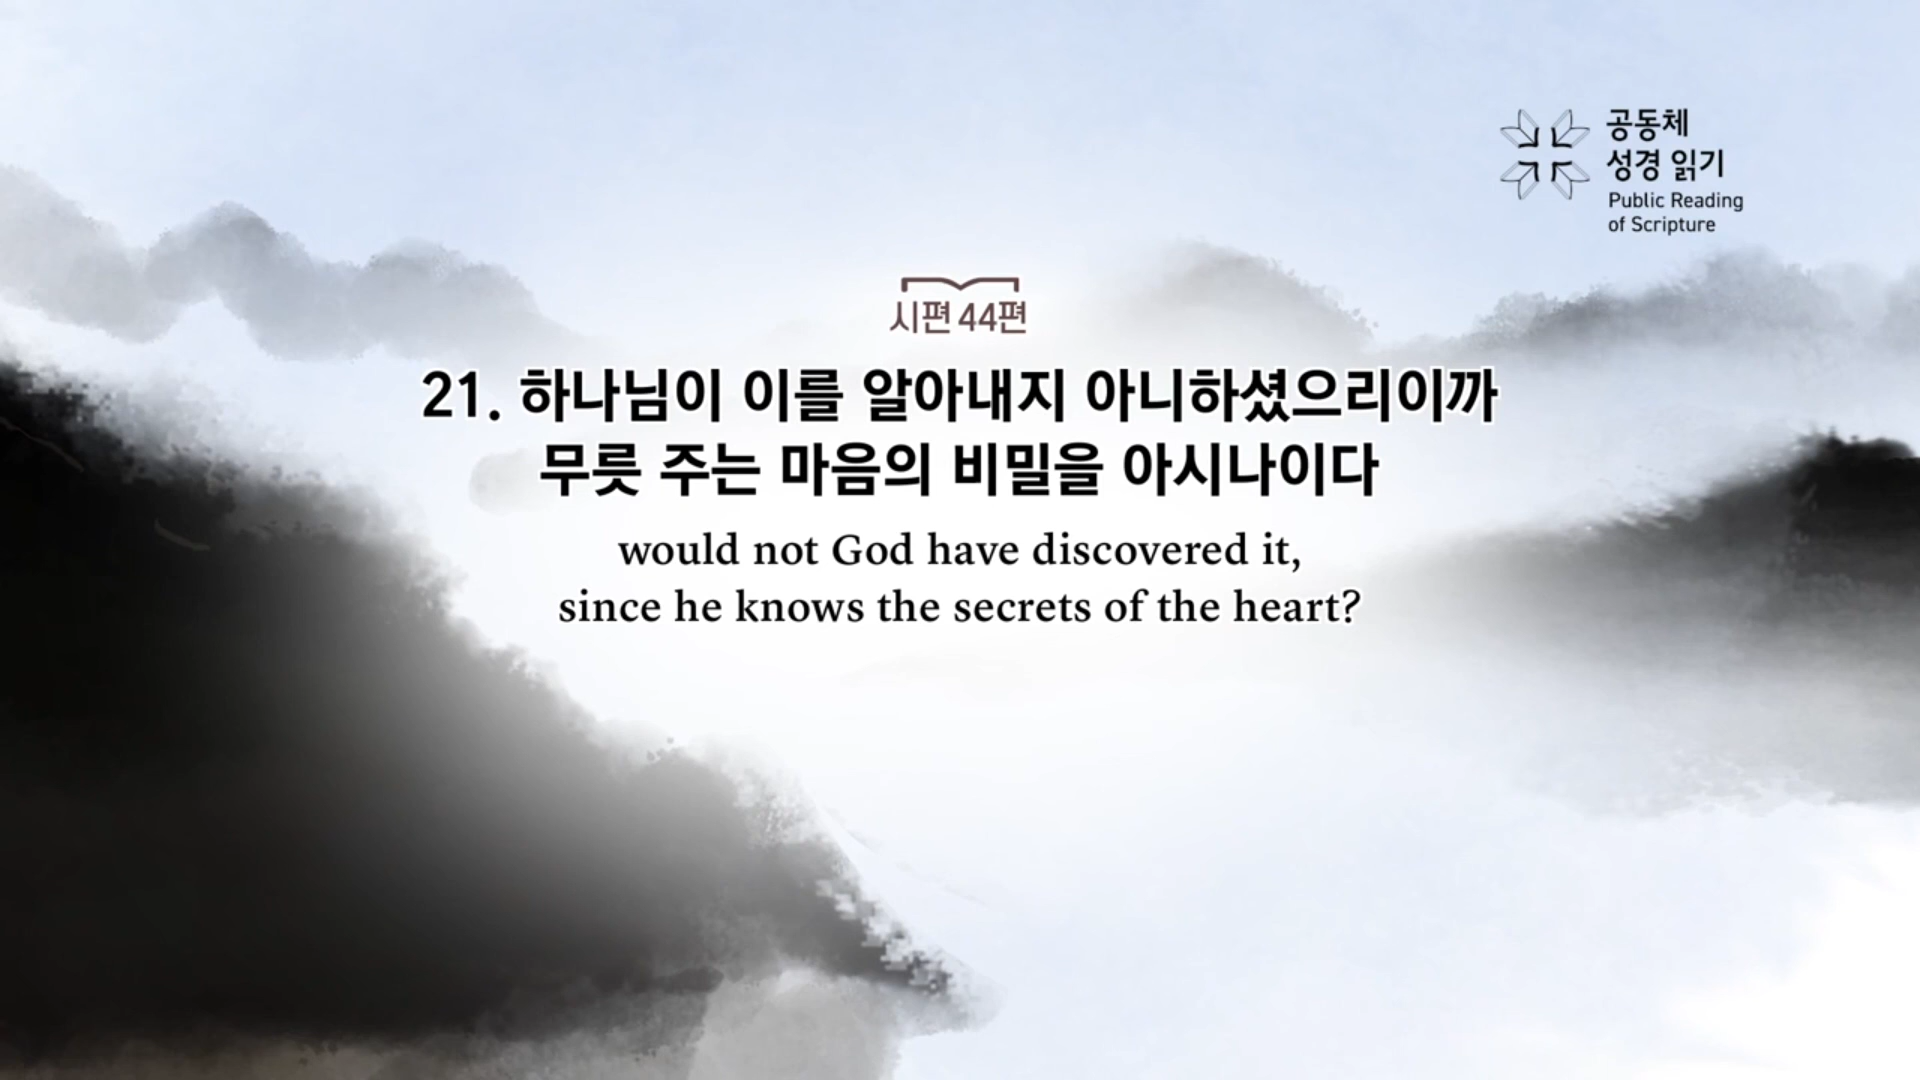 공동체
성경 읽기
Public Reading
of Scripture
시편 44편
21. 하나님이 이를 알아내지 아니하셨으리이까
무릇 주는 마음의 비밀을 아시나이다
would not God have discovered it,
since he knows the secrets of the heart?